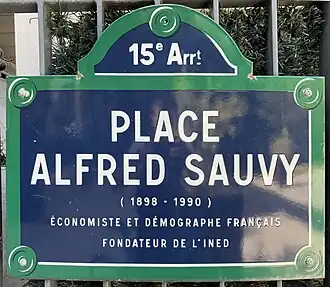 15e Arrt
PLACE
ALFRED SAUVY
( 1898 - 1990 )
ÉCONOMISTE ET DÉMOGRAPHE FRANÇAIS
FONDATEUR DE L'INED